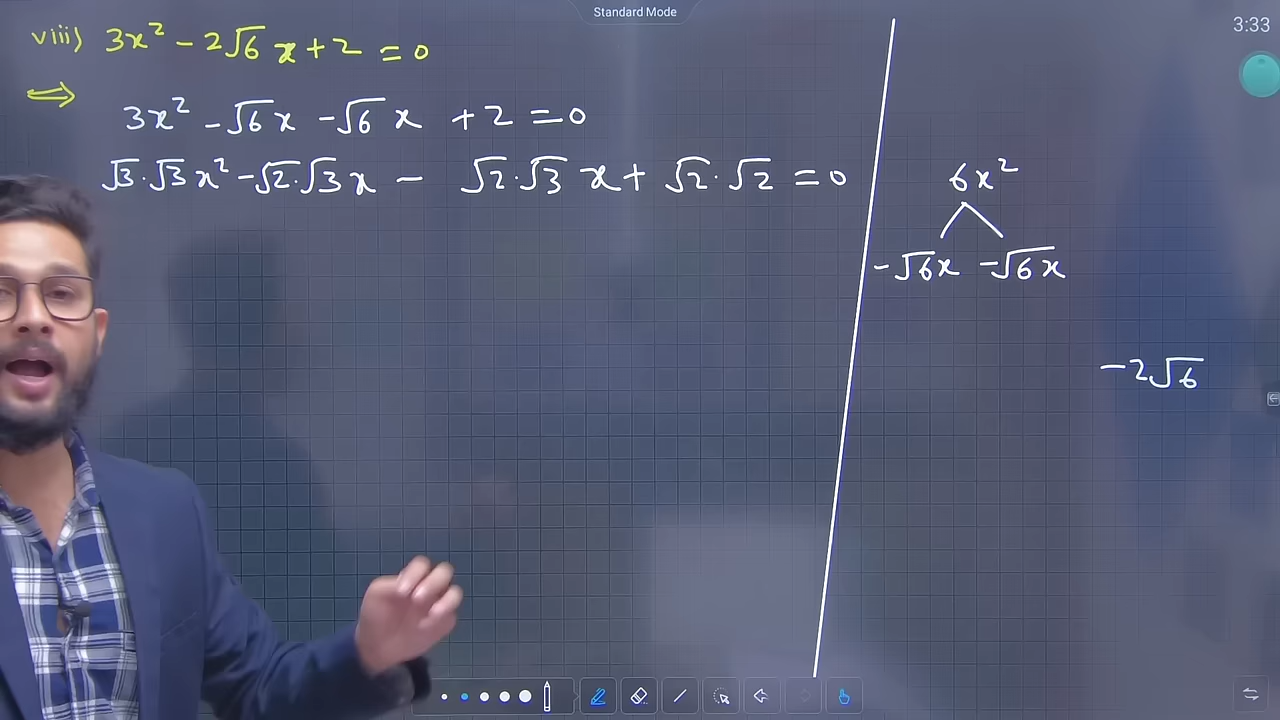 Standard Mode
3:33
viii) 3x² - 2√6 x + 2 = 0
⟺
3x² - √6 x - √6 x + 2 = 0
√3·√3 x² - √2·√3 x - √2·√3 x + √2·√2 = 0
6x²
-√6x -√6x
-2√6